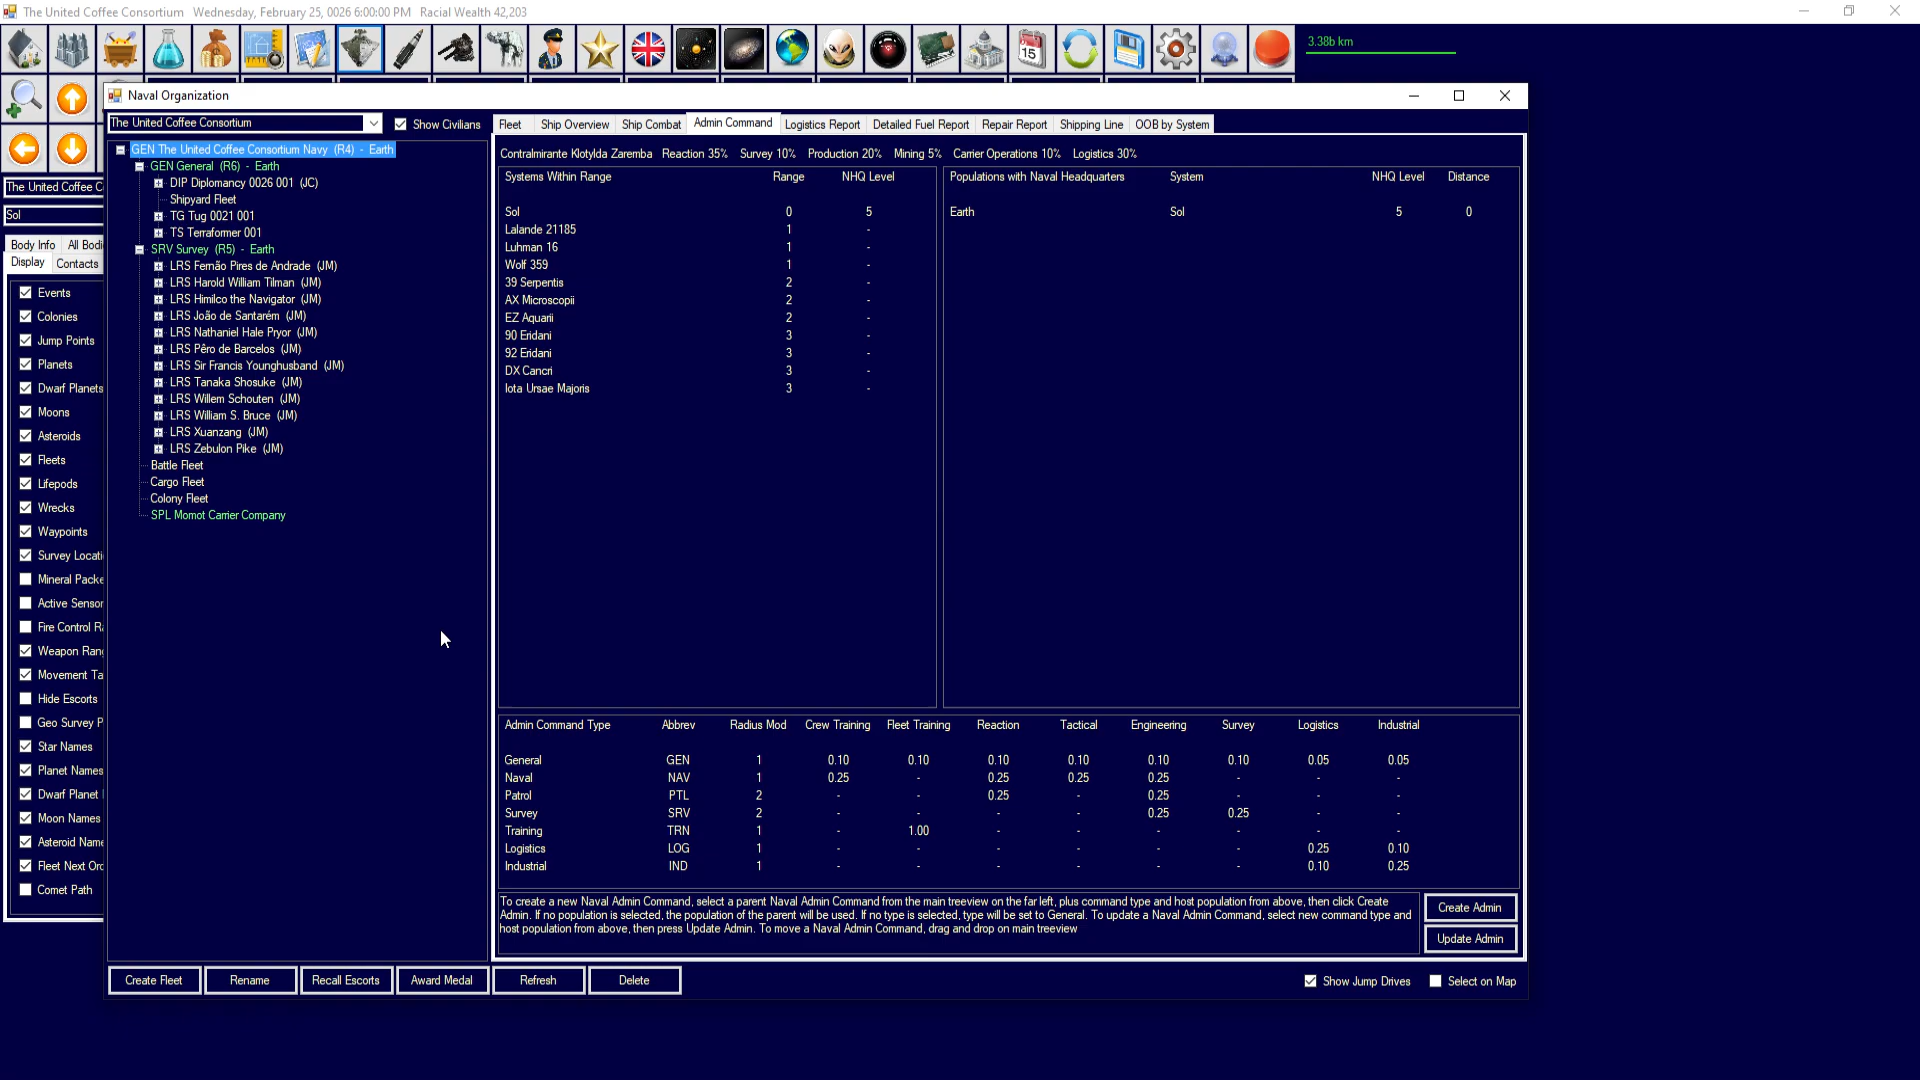 The United Coffee Consortium   Wednesday, February 25, 0026 6:00:00 PM   Racial Wealth 42,203
15
3.38b km
Naval Organization
The United Coffee Consortium
Show Civilians
Fleet
Ship Overview
Ship Combat
Admin Command
Logistics Report
Detailed Fuel Report
Repair Report
Shipping Line
OOB by System
GEN The United Coffee Consortium Navy (R4) - Earth
GEN General (R6) - Earth
DIP Diplomancy 0026 001 (JC)
Shipyard Fleet
TG Tug 0021 001
TS Terraformer 001
SRV Survey (R5) - Earth
LRS Fernão Pires de Andrade (JM)
LRS Harold William Tilman (JM)
LRS Himilco the Navigator (JM)
LRS João de Santarém (JM)
LRS Nathaniel Hale Pryor (JM)
LRS Pêro de Barcelos (JM)
LRS Sir Francis Younghusband (JM)
LRS Tanaka Shosuke (JM)
LRS Willem Schouten (JM)
LRS William S. Bruce (JM)
LRS Xuanzang (JM)
LRS Zebulon Pike (JM)
Battle Fleet
Cargo Fleet
Colony Fleet
SPL Momot Carrier Company
The United Coffee C
Sol
Body Info
All Bodi
Display
Contacts
Events
Colonies
Jump Points
Planets
Dwarf Planets
Moons
Asteroids
Fleets
Lifepods
Wrecks
Waypoints
Survey Locati
Mineral Packe
Active Sensor
Fire Control Ra
Weapon Rang
Movement Ta
Hide Escorts
Geo Survey P
Star Names
Planet Names
Dwarf Planet
Moon Names
Asteroid Name
Fleet Next Ord
Comet Path
Contralmirante Klotylda Zaremba   Reaction 35%   Survey 10%   Production 20%   Mining 5%   Carrier Operations 10%   Logistics 30%
Systems Within Range   Range   NHQ Level
Sol   0   5
Lalande 21185   1   -
Luhman 16   1   -
Wolf 359   1   -
39 Serpentis   2   -
AX Microscopii   2   -
EZ Aquarii   2   -
90 Eridani   3   -
92 Eridani   3   -
DX Cancri   3   -
Iota Ursae Majoris   3   -
Populations with Naval Headquarters   System   NHQ Level   Distance
Earth   Sol   5   0
Admin Command Type   Abbrev   Radius Mod   Crew Training   Fleet Training   Reaction   Tactical   Engineering   Survey   Logistics   Industrial
General   GEN   1   0.10   0.10   0.10   0.10   0.10   0.10   0.05   0.05
Naval   NAV   1   0.25   -   0.25   0.25   0.25   -   -   -
Patrol   PTL   2   -   -   0.25   -   0.25   -   -   -
Survey   SRV   2   -   -   -   -   0.25   0.25   -   -
Training   TRN   1   -   1.00   -   -   -   -   -   -
Logistics   LOG   1   -   -   -   -   -   -   0.25   0.10
Industrial   IND   1   -   -   -   -   -   -   0.10   0.25
To create a new Naval Admin Command, select a parent Naval Admin Command from the main treeview on the far left, plus command type and host population from above, then click Create
Admin. If no population is selected, the population of the parent will be used. If no type is selected, type will be set to General. To update a Naval Admin Command, select new command type and
host population from above, then press Update Admin. To move a Naval Admin Command, drag and drop on main treeview
Create Admin
Update Admin
Create Fleet
Rename
Recall Escorts
Award Medal
Refresh
Delete
Show Jump Drives
Select on Map